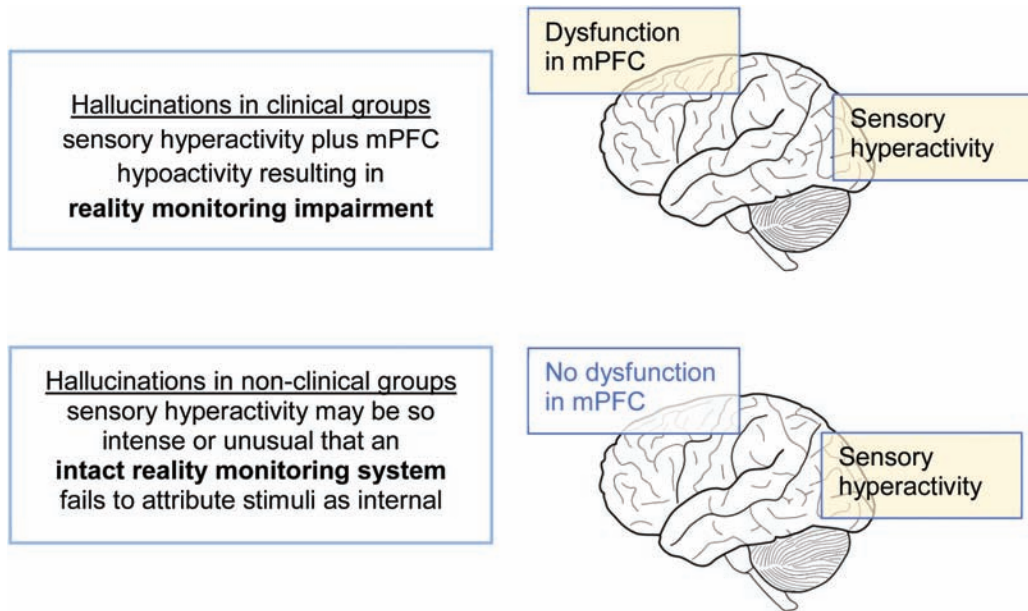 Hallucinations in clinical groups
sensory hyperactivity plus mPFC
hypoactivity resulting in
reality monitoring impairment
Dysfunction
in mPFC
Sensory
hyperactivity
Hallucinations in non-clinical groups
sensory hyperactivity may be so
intense or unusual that an
intact reality monitoring system
fails to attribute stimuli as internal
No dysfunction
in mPFC
Sensory
hyperactivity